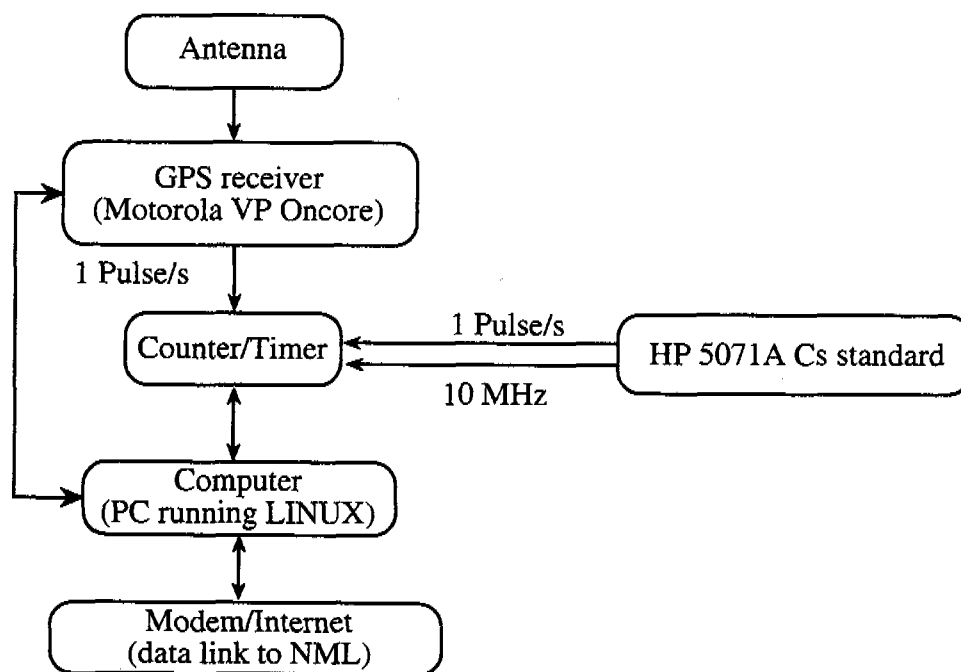 Antenna
GPS receiver
(Motorola VP Oncore)
1 Pulse/s
1 Pulse/s
Counter/Timer
HP 5071A Cs standard
10 MHz
Computer
(PC running LINUX)
Modem/Internet
(data link to NML)